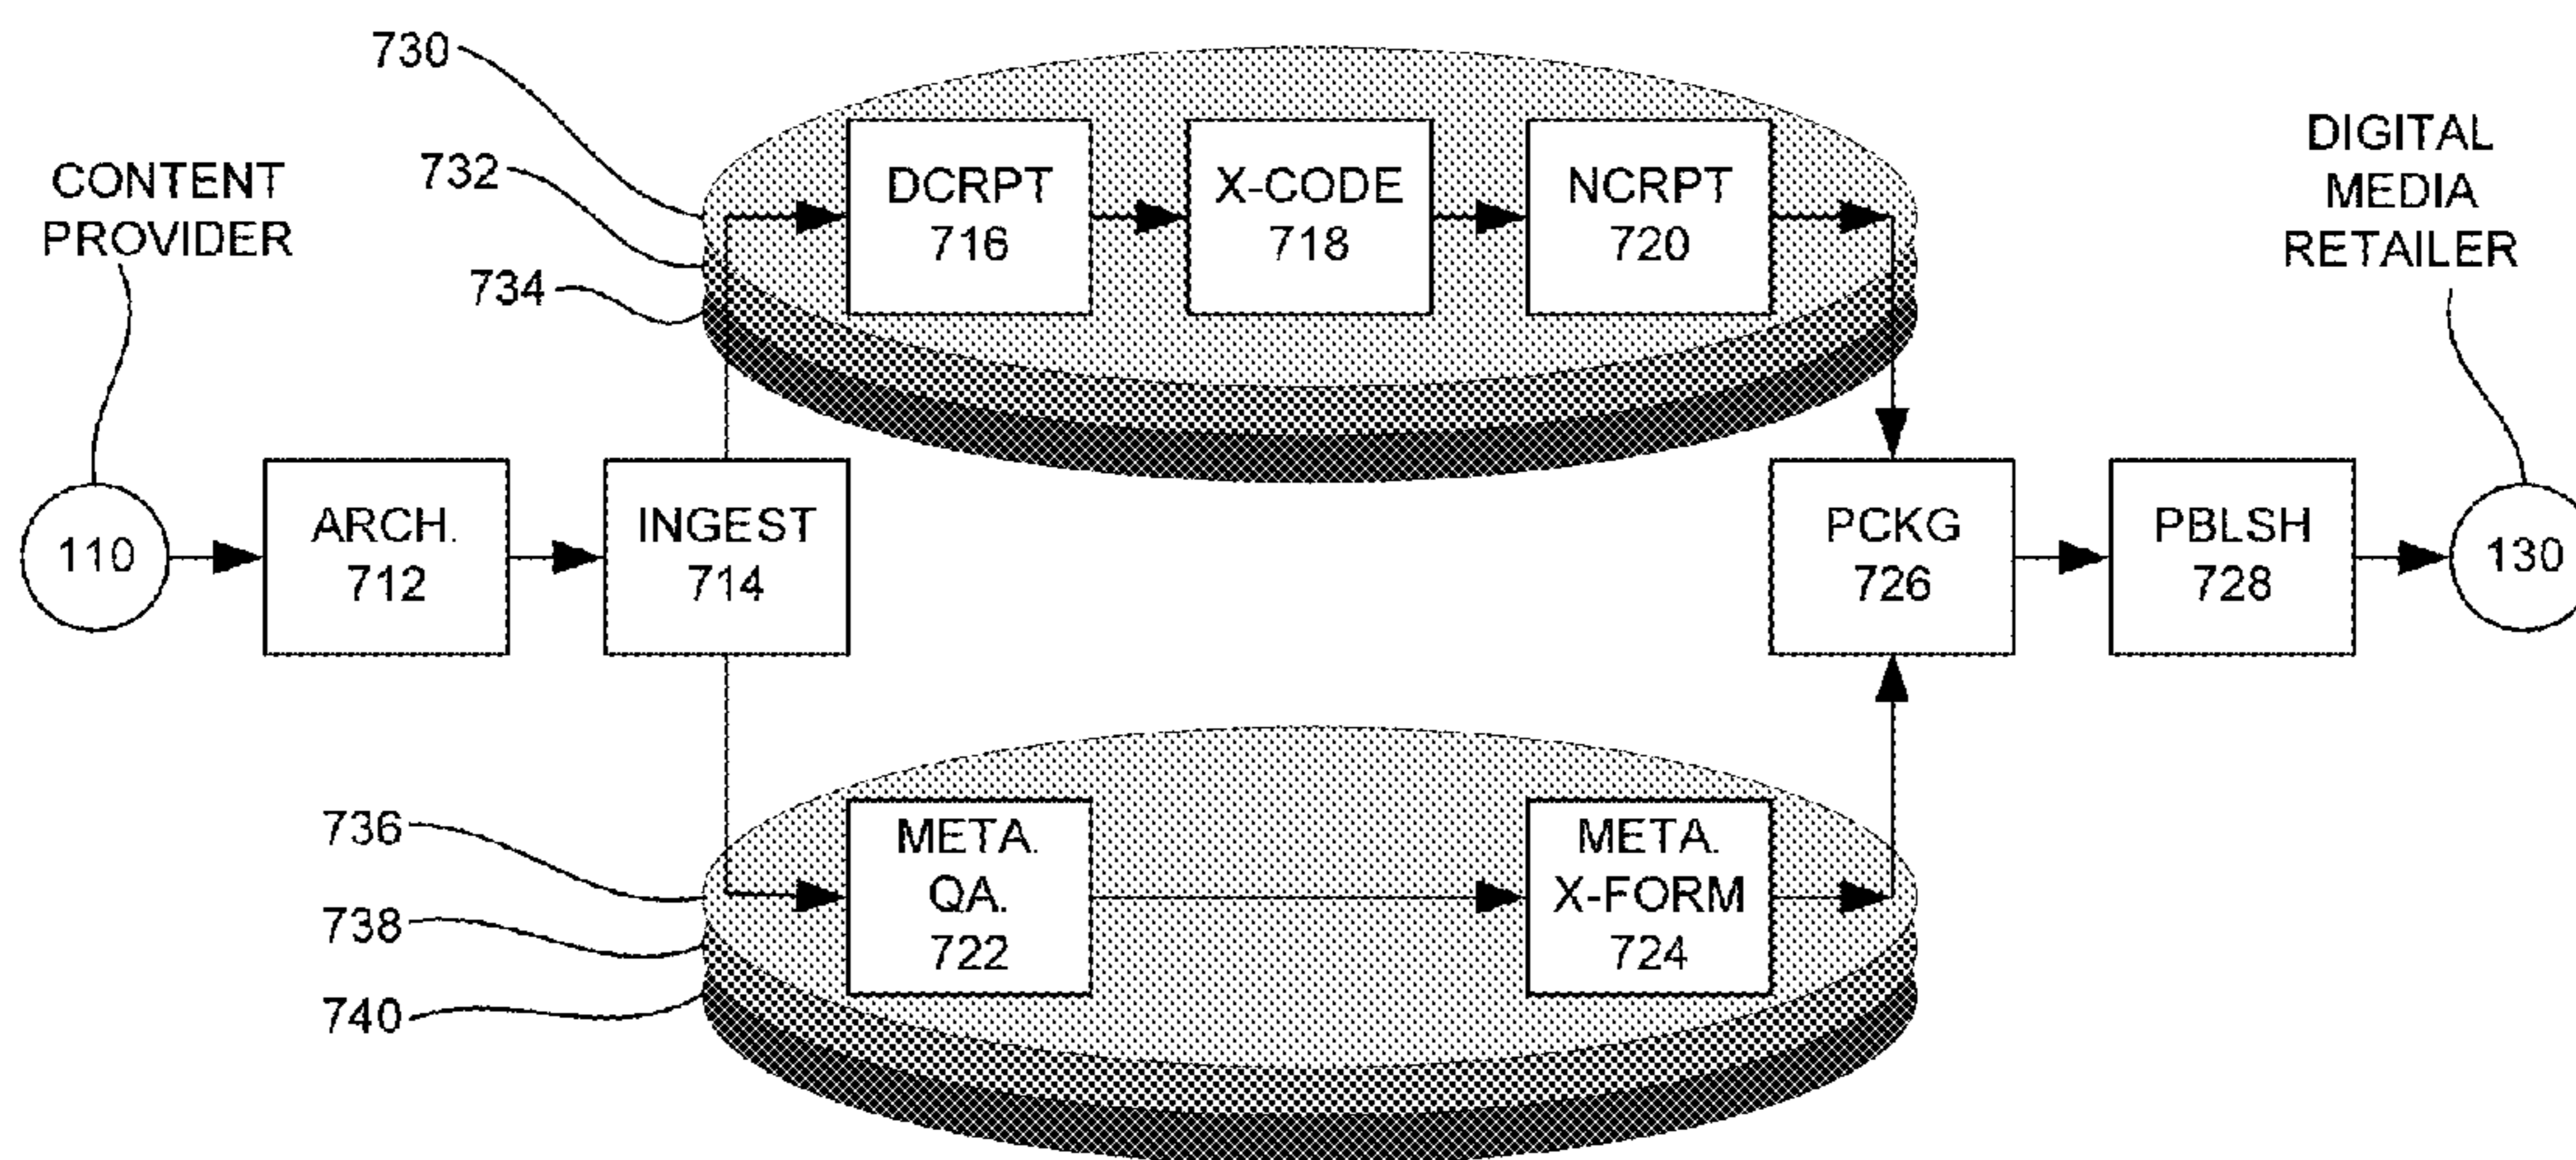 730
732
734
CONTENT
PROVIDER
DCRPT
716
X-CODE
718
NCRPT
720
DIGITAL
MEDIA
RETAILER
110
ARCH.
712
INGEST
714
PCKG
726
PBLSH
728
130
736
738
740
META.
QA.
722
META.
X-FORM
724